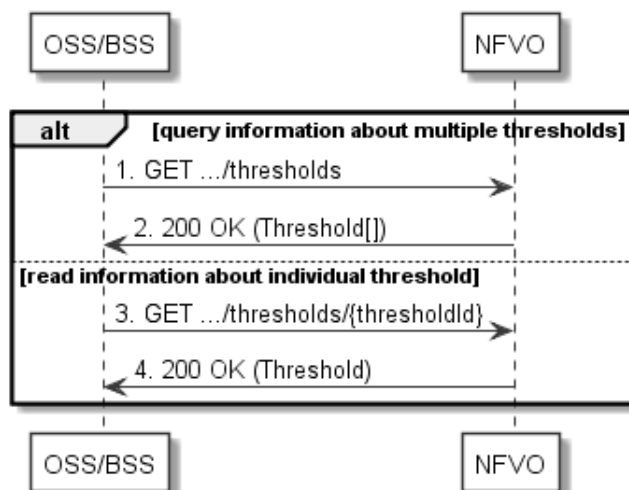 OSS/BSS NFVO
alt [query information about multiple thresholds]
1. GET .../thresholds
2. 200 OK (Threshold[])
[read information about individual threshold]
3. GET .../thresholds/{thresholdId}
4. 200 OK (Threshold)
OSS/BSS NFVO